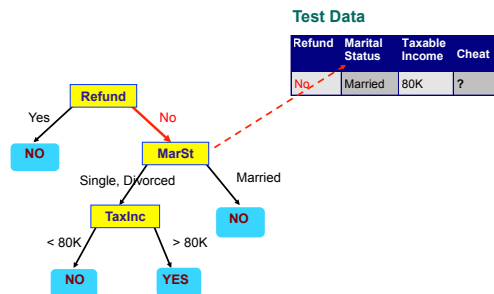 Test Data
Refund Marital Status Taxable Income Cheat
No Married 80K ?
Refund
Yes
No
NO
MarSt
Single, Divorced
Married
TaxInc
NO
< 80K
> 80K
NO
YES